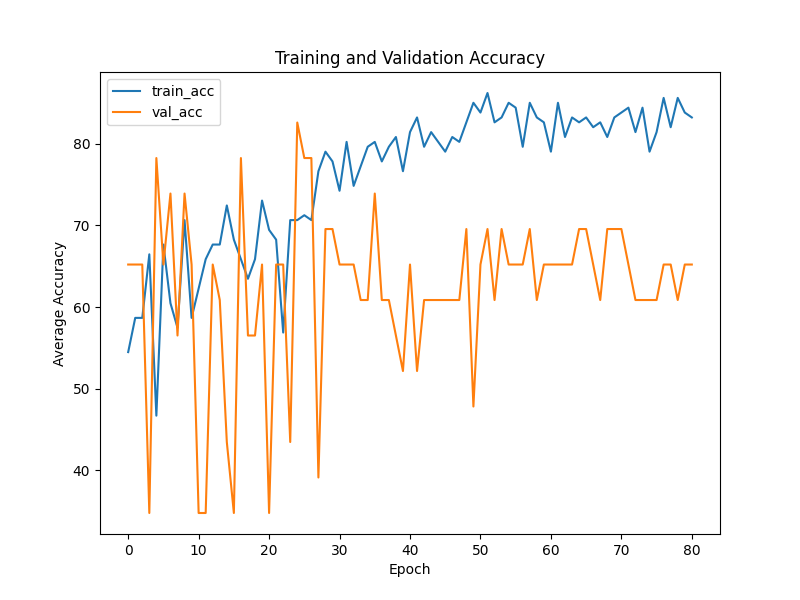 Training and Validation Accuracy
train_acc
val_acc
Average Accuracy
80
70
60
50
40
0 10 20 30 40 50 60 70 80
Epoch